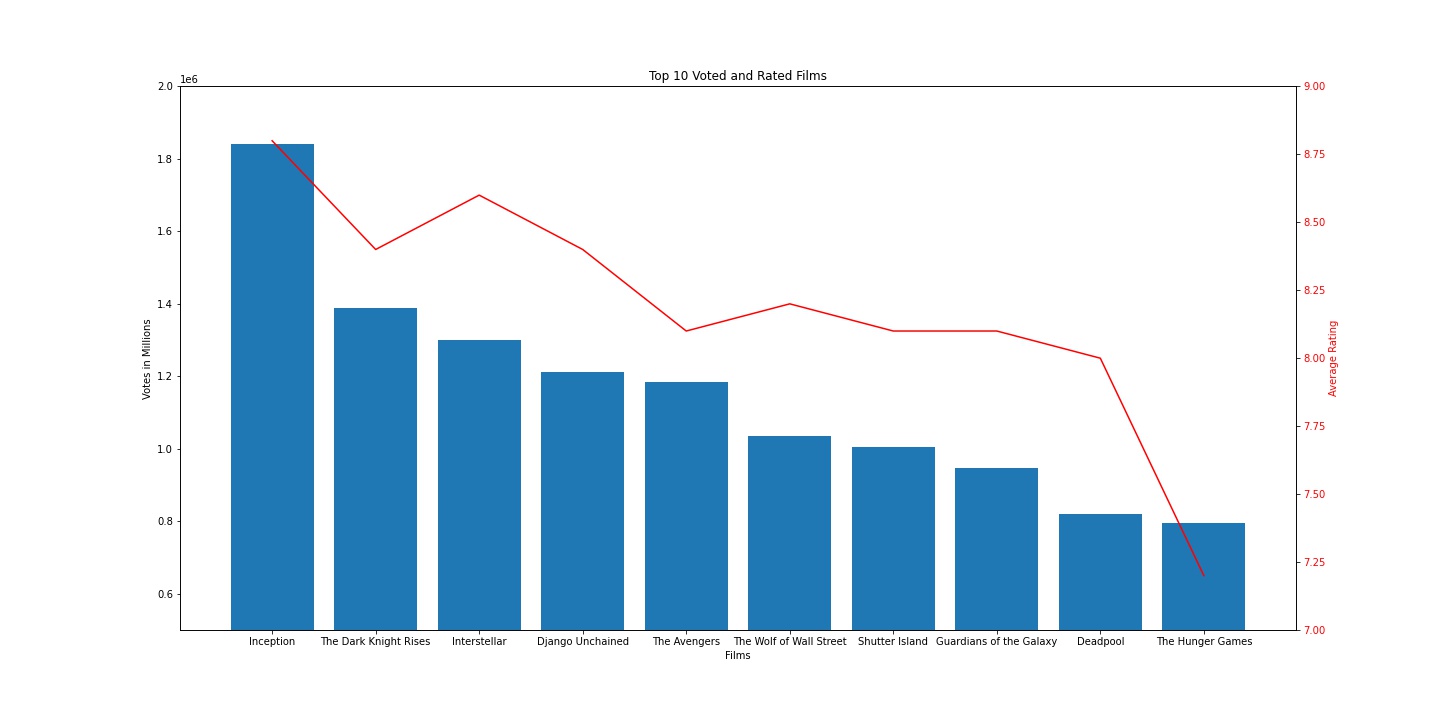 Top 10 Voted and Rated Films
1e6
2.0
1.8
1.6
1.4
1.2
1.0
0.8
0.6
Votes in Millions
9.00
8.75
8.50
8.25
8.00
7.75
7.50
7.25
7.00
Average Rating
Inception The Dark Knight Rises Interstellar Django Unchained The Avengers The Wolf of Wall Street Shutter Island Guardians of the Galaxy Deadpool The Hunger Games
Films